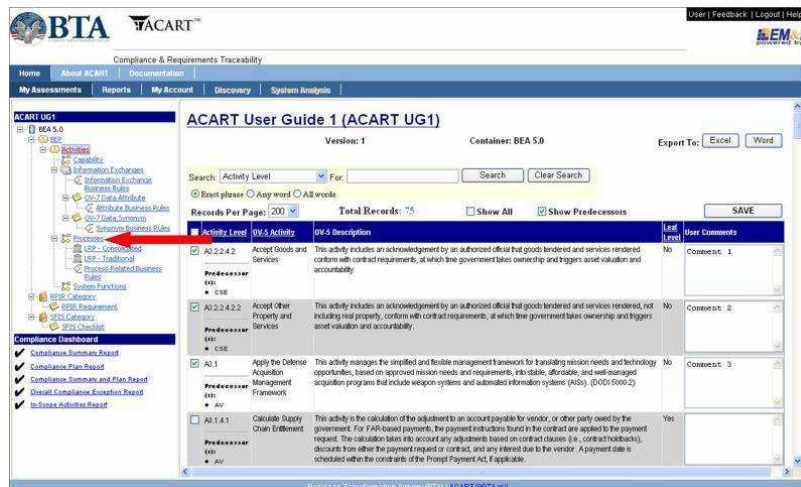 User | Feedback | Logout | Help
BTA ACART™
EM&
powered by
Compliance & Requirements Traceability
Home About ACART Documentation
My Assessments Reports My Account Discovery System Analysis
ACART UG1
BEA 5.0
BEP
Activities
Capability
Information Exchanges
Information Exchange
Business Rules
OV-7 Data Attribute
Attribute Business Rules
OV-7 Data Synonym
Synonym Business Rules
Processes
LRP - Consolidated
LRP - Traditional
Process-Related Business
Rules
System Functions
RFIR Category
RFIR Requirement
SFIS Category
SFIS Checklist
Compliance Dashboard
Compliance Summary Report
Compliance Plan Report
Compliance Summary and Plan Report
Overall Compliance Exception Report
In-Scope Activities Report
ACART User Guide 1 (ACART UG1)
Version: 1 Container: BEA 5.0 Export To: Excel Word
Search: Activity Level For: Search Clear Search
Exact phrase Any word All words
Records Per Page: 200 Total Records: 75 Show All Show Predecessors SAVE
Activity Level OV-5 Activity OV-5 Description Leaf Level User Comments
A3.2.2.4.2 Accept Goods and Services This activity includes an acknowledgement by an authorized official that goods tendered and services rendered No Comment 1
conform with contract requirements, at which time government takes ownership and triggers asset valuation and
accountability.
Predecessor
(s):
CSE
A3.2.2.4.2.2 Accept Other Property and Services This activity includes an acknowledgement by an authorized official that goods tendered and services rendered, not No Comment 2
including real property, conform with contract requirements, at which time government takes ownership and triggers
asset valuation and accountability.
Predecessor
(s):
CSE
A3.1 Apply the Defense Acquisition Management Framework This activity manages the simplified and flexible management framework for translating mission needs and technology No Comment 3
opportunities, based on approved mission needs and requirements, into stable, affordable, and well-managed
acquisition programs that include weapon systems and automated information systems (AISs). (DODI 5000.2)
Predecessor
(s):
AV
A8.1.4.1 Calculate Supply Chain Entitlement This activity is the calculation of the adjustment to an account payable for vendor, or other party owed by the Yes
government. For FAR-based payments, the payment instructions found in the contract are applied to the payment
request. The calculation takes into account any adjustments based on contract clauses (i.e., contract holdbacks),
discounts from either the payment request or contract, and any interest due to the vendor. A payment date is
scheduled within the constraints of the Prompt Payment Act, if applicable.
Predecessor
(s):
AV
Business Transformation Agency (BTA)